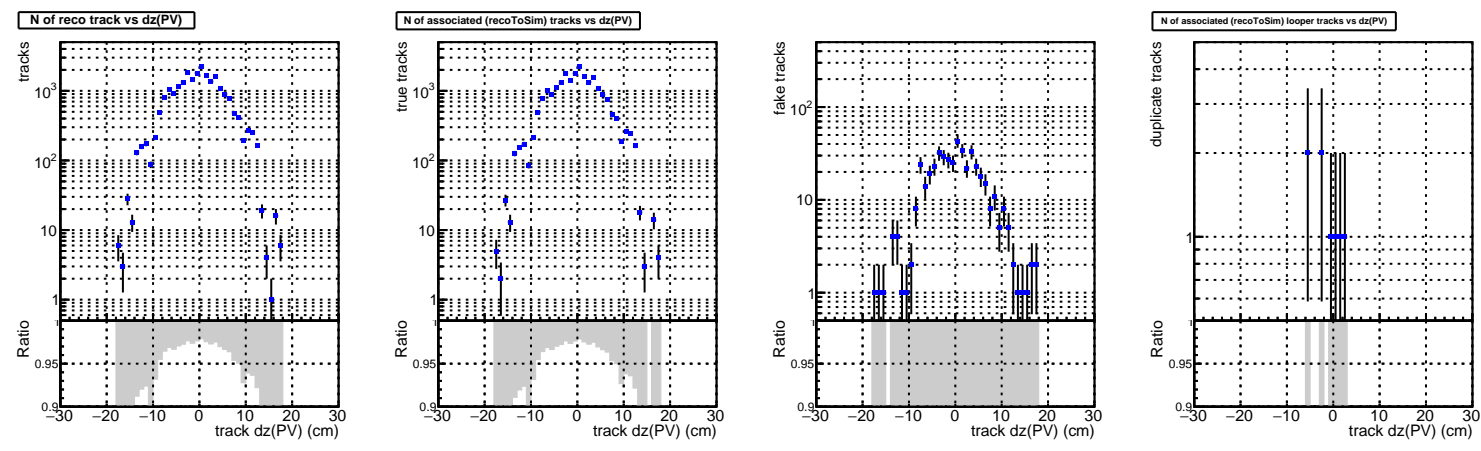 N of reco track vs dz(PV)
tracks
10³
10²
10
1
Ratio
1
0.95
0.9
−30 −20 −10 0 10 20 30
track dz(PV) (cm)
N of associated (recoToSim) tracks vs dz(PV)
true tracks
10³
10²
10
1
Ratio
1
0.95
0.9
−30 −20 −10 0 10 20 30
track dz(PV) (cm)
fake tracks
10²
10
1
Ratio
1
0.95
0.9
−30 −20 −10 0 10 20 30
track dz(PV) (cm)
N of associated (recoToSim) looper tracks vs dz(PV)
duplicate tracks
1
Ratio
1
0.95
0.9
−30 −20 −10 0 10 20 30
track dz(PV) (cm)